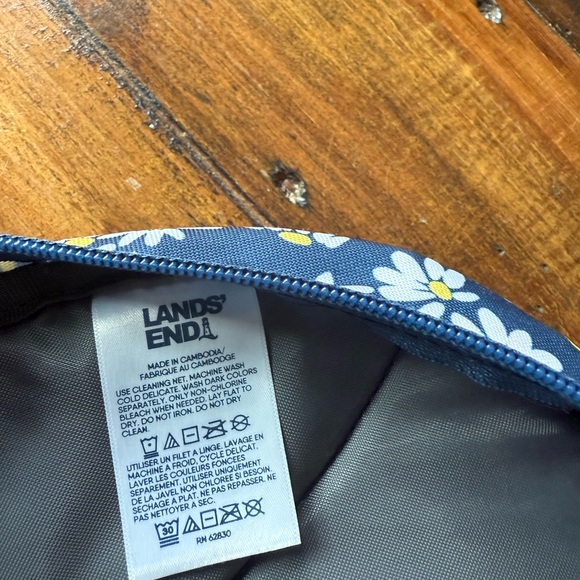 LANDS'
END
MADE IN CAMBODIA/
FABRIQUE AU CAMBODGE
USE CLEANING NET. MACHINE WASH
COLD DELICATE. WASH DARK COLORS
SEPARATELY. ONLY NON-CHLORINE
BLEACH WHEN NEEDED. LAY FLAT TO
DRY. DO NOT IRON. DO NOT DRY
CLEAN.
UTILISER UN FILET A LINGE. LAVAGE EN
MACHINE A FROID, CYCLE DELICAT.
LAVER LES COULEURS FONCEES
SEPAREMENT. UTILISER UNIQUEMENT
DE LA JAVEL NON CHLOREE SI BESOIN.
SECHAGE A PLAT. NE PAS REPASSER. NE
PAS NETTOYER A SEC.
30
RN 62830